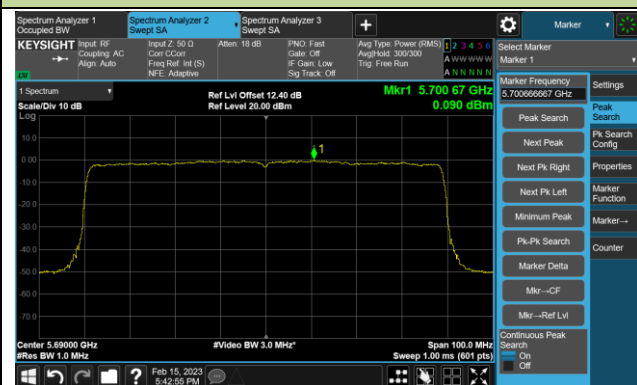 Spectrum Analyzer 1
Occupied BW
Spectrum Analyzer 2
Swept SA
Spectrum Analyzer 3
Swept SA
+
Marker
KEYSIGHT
Input: RF
Coupling: AC
Align: Auto
Input Z: 50 Ω
Corr CCorr
Freq Ref: Int (S)
NFE: Adaptive
Atten: 18 dB
PNO: Fast
Gate: Off
IF Gain: Low
Sig Track: Off
Avg Type: Power (RMS)
Avg|Hold: 300/300
Trig: Free Run
1 2 3 4 5 6
A W W W W W
A N N N N N
Select Marker
Marker 1
1 Spectrum
Scale/Div 10 dB
Log
Ref Lvl Offset 12.40 dB
Ref Level 20.00 dBm
Mkr1 5.700 67 GHz
0.090 dBm
10.0
0.00
-10.0
-20.0
-30.0
-40.0
-50.0
-60.0
-70.0
1
Center 5.69000 GHz
#Res BW 1.0 MHz
#Video BW 3.0 MHz*
Span 100.0 MHz
Sweep 1.00 ms (601 pts)
Marker Frequency
5.700666667 GHz
Peak Search
Next Peak
Next Pk Right
Next Pk Left
Minimum Peak
Pk-Pk Search
Marker Delta
Mkr→CF
Mkr→Ref Lvl
Continuous Peak
Search
On
Off
Settings
Peak
Search
Pk Search
Config
Properties
Marker
Function
Marker→
Counter
?
Feb 15, 2023
5:42:55 PM